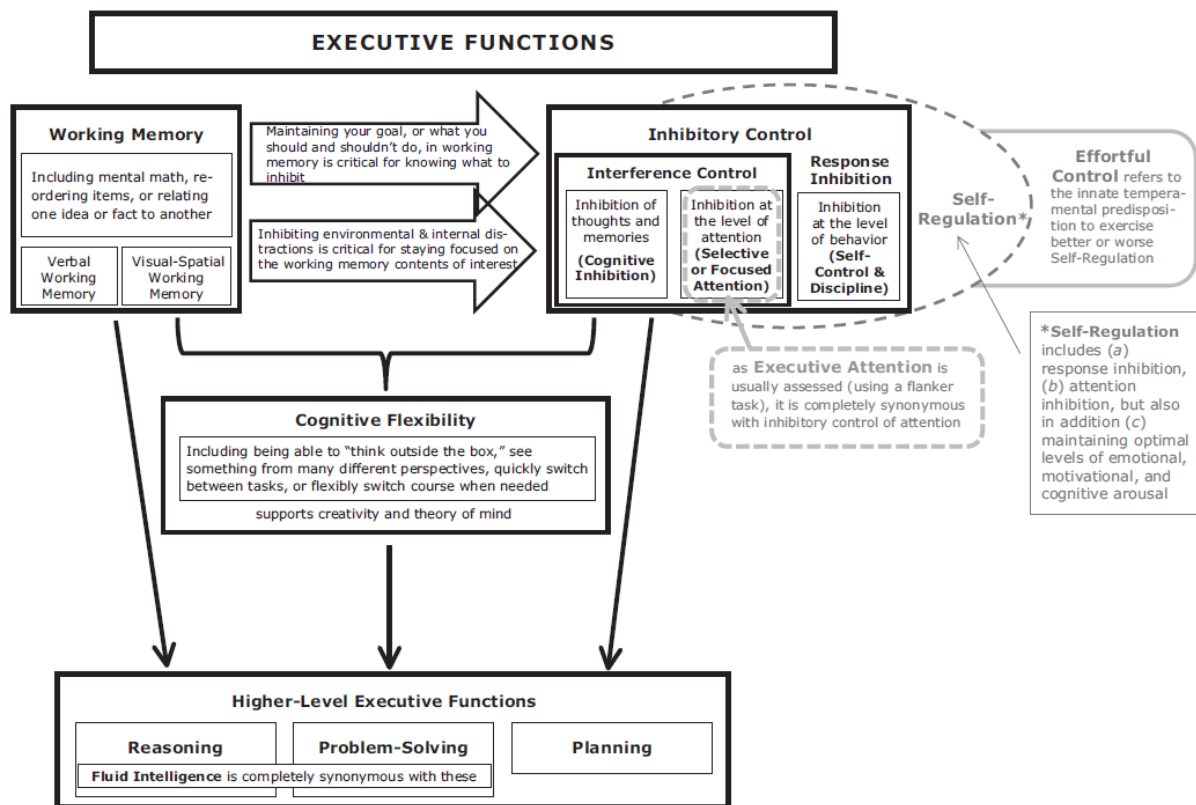 EXECUTIVE FUNCTIONS
Working Memory
Including mental math, re-
ordering items, or relating
one idea or fact to another
Verbal
Working
Memory
Visual-Spatial
Working
Memory
Maintaining your goal, or what you
should and shouldn't do, in working
memory is critical for knowing what to
inhibit
Inhibiting environmental & internal dis-
tractions is critical for staying focused on
the working memory contents of interest
Inhibitory Control
Interference Control
Inhibition of
thoughts and
memories
(Cognitive
Inhibition)
Inhibition at
the level of
attention
(Selective
or Focused
Attention)
Response
Inhibition
Inhibition
at the level
of behavior
(Self-
Control &
Discipline)
Self-
Regulation*
Effortful
Control refers to
the innate tempera-
mental predisposi-
tion to exercise
better or worse
Self-Regulation
*Self-Regulation
includes (a)
response inhibition,
(b) attention
inhibition, but also
in addition (c)
maintaining optimal
levels of emotional,
motivational, and
cognitive arousal
as Executive Attention is
usually assessed (using a flanker
task), it is completely synonymous
with inhibitory control of attention
Cognitive Flexibility
Including being able to “think outside the box,” see
something from many different perspectives, quickly switch
between tasks, or flexibly switch course when needed
supports creativity and theory of mind
Higher-Level Executive Functions
Reasoning
Problem-Solving
Planning
Fluid Intelligence is completely synonymous with these